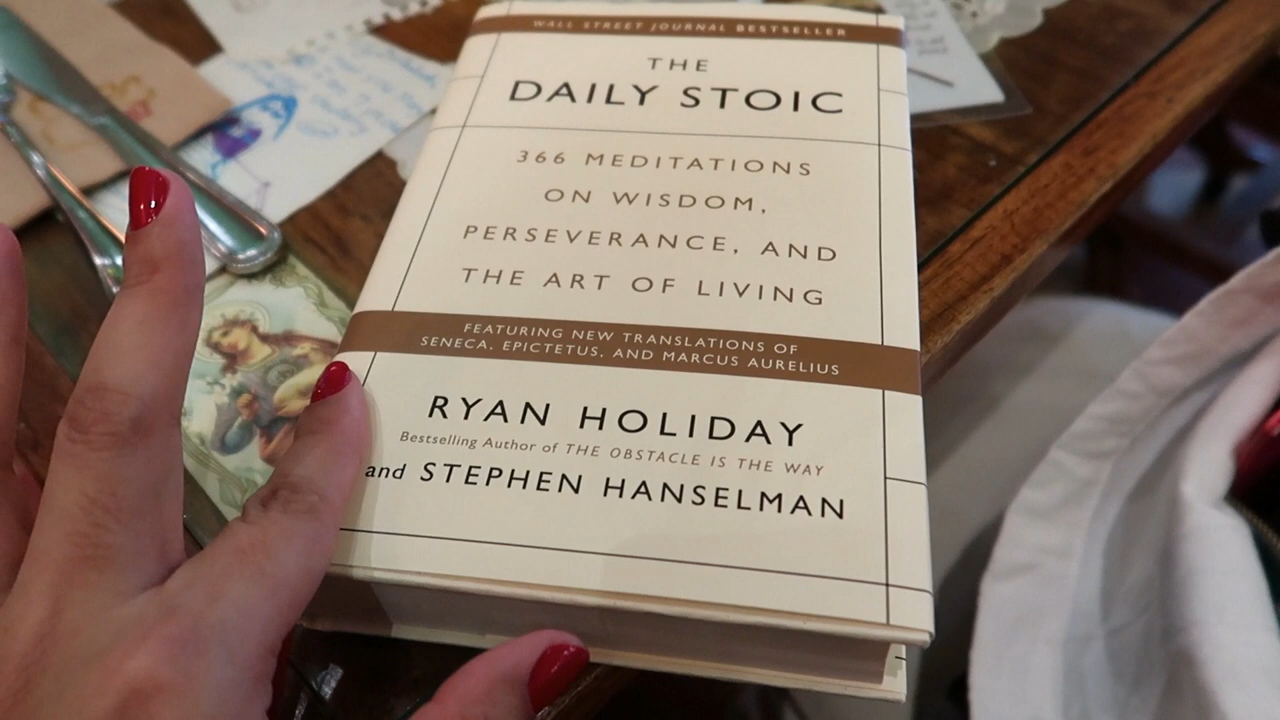 WALL STREET JOURNAL BESTSELLER
THE
DAILY STOIC
366 MEDITATIONS
ON WISDOM,
PERSEVERANCE, AND
THE ART OF LIVING
FEATURING NEW TRANSLATIONS OF
SENECA, EPICTETUS, AND MARCUS AURELIUS
RYAN HOLIDAY
Bestselling Author of THE OBSTACLE IS THE WAY
and STEPHEN HANSELMAN